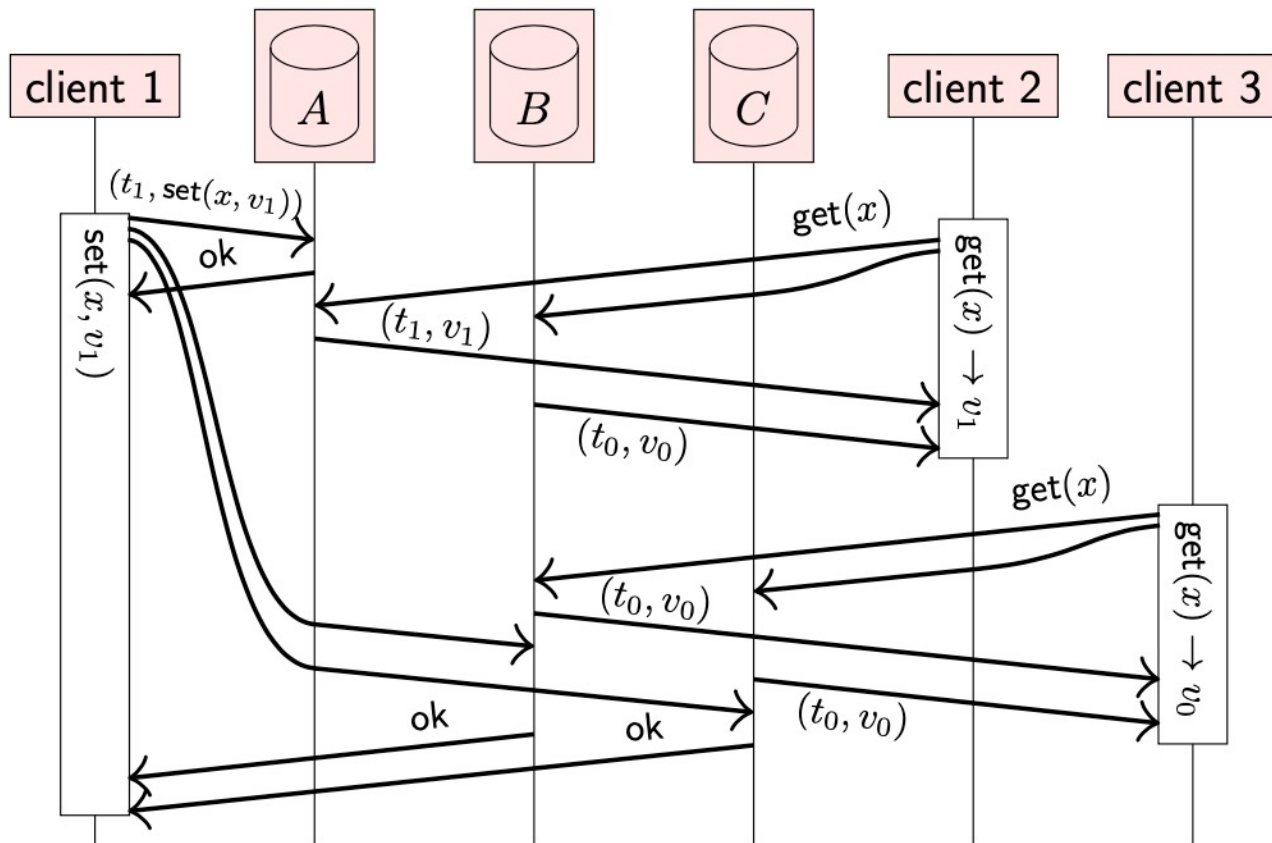 client 1
A
B
C
client 2
client 3
(t₁, set(x, v₁))
ok
set(x, v₁)
get(x)
get(x) → v₁
(t₁, v₁)
(t₀, v₀)
get(x)
get(x) → v₀
(t₀, v₀)
(t₀, v₀)
ok
ok